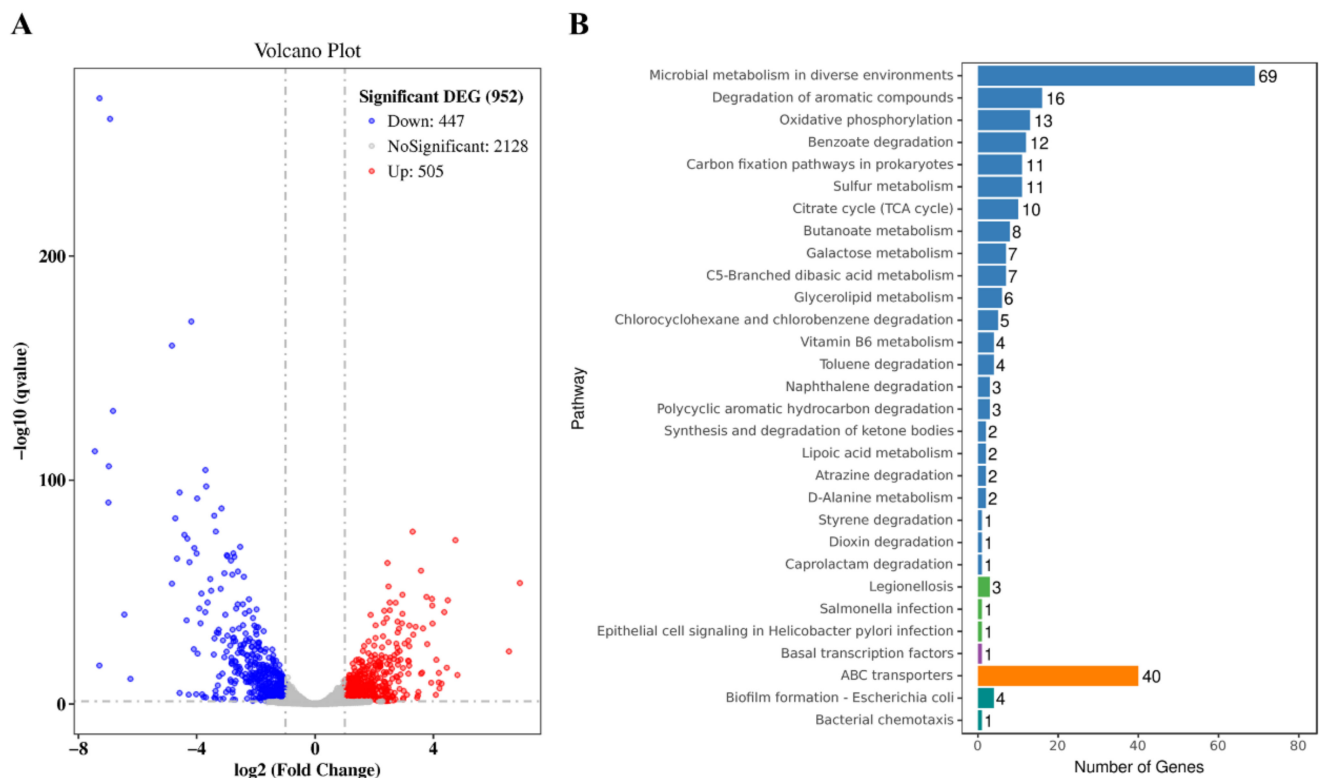 A
Volcano Plot
Significant DEG (952)
Down: 447
NoSignificant: 2128
Up: 505
200
100
0
−8
−4
0
4
−log10 (qvalue)
log2 (Fold Change)
B
Pathway
Microbial metabolism in diverse environments 69
Degradation of aromatic compounds 16
Oxidative phosphorylation 13
Benzoate degradation 12
Carbon fixation pathways in prokaryotes 11
Sulfur metabolism 11
Citrate cycle (TCA cycle) 10
Butanoate metabolism 8
Galactose metabolism 7
C5-Branched dibasic acid metabolism 7
Glycerolipid metabolism 6
Chlorocyclohexane and chlorobenzene degradation 5
Vitamin B6 metabolism 4
Toluene degradation 4
Naphthalene degradation 3
Polycyclic aromatic hydrocarbon degradation 3
Synthesis and degradation of ketone bodies 2
Lipoic acid metabolism 2
Atrazine degradation 2
D-Alanine metabolism 2
Styrene degradation 1
Dioxin degradation 1
Caprolactam degradation 1
Legionellosis 3
Salmonella infection 1
Epithelial cell signaling in Helicobacter pylori infection 1
Basal transcription factors 1
ABC transporters 40
Biofilm formation - Escherichia coli 4
Bacterial chemotaxis 1
0 20 40 60 80
Number of Genes